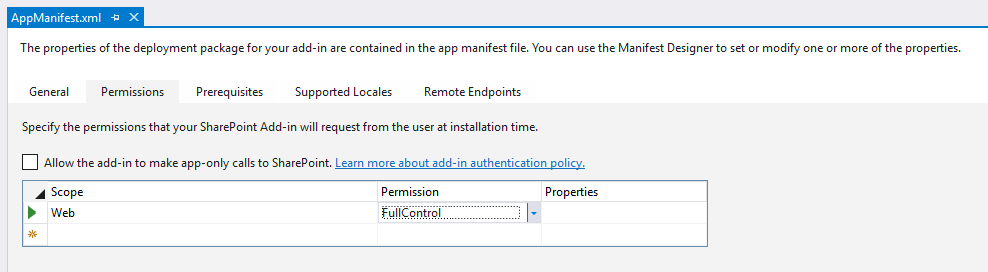 AppManifest.xml
The properties of the deployment package for your add-in are contained in the app manifest file. You can use the Manifest Designer to set or modify one or more of the properties.
General Permissions Prerequisites Supported Locales Remote Endpoints
Specify the permissions that your SharePoint Add-in will request from the user at installation time.
Allow the add-in to make app-only calls to SharePoint. Learn more about add-in authentication policy.
Scope Permission Properties
Web FullControl